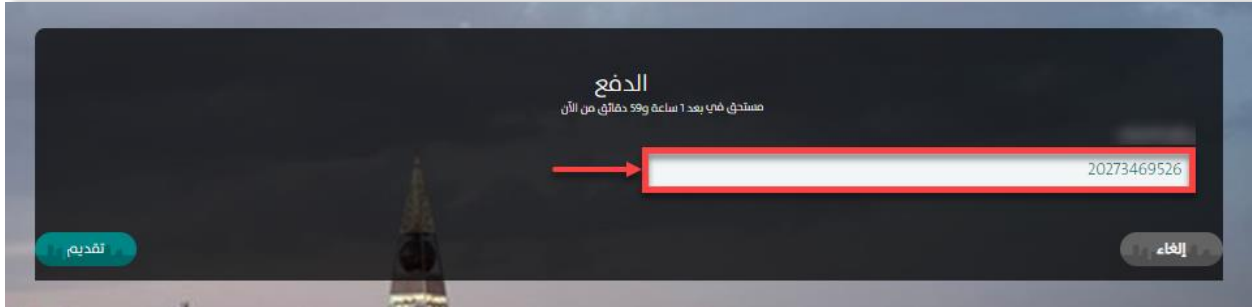 الدفع
مستحق في بعد 1 ساعة و59 دقائق من الآن
20273469526
إلغاء
تقديم